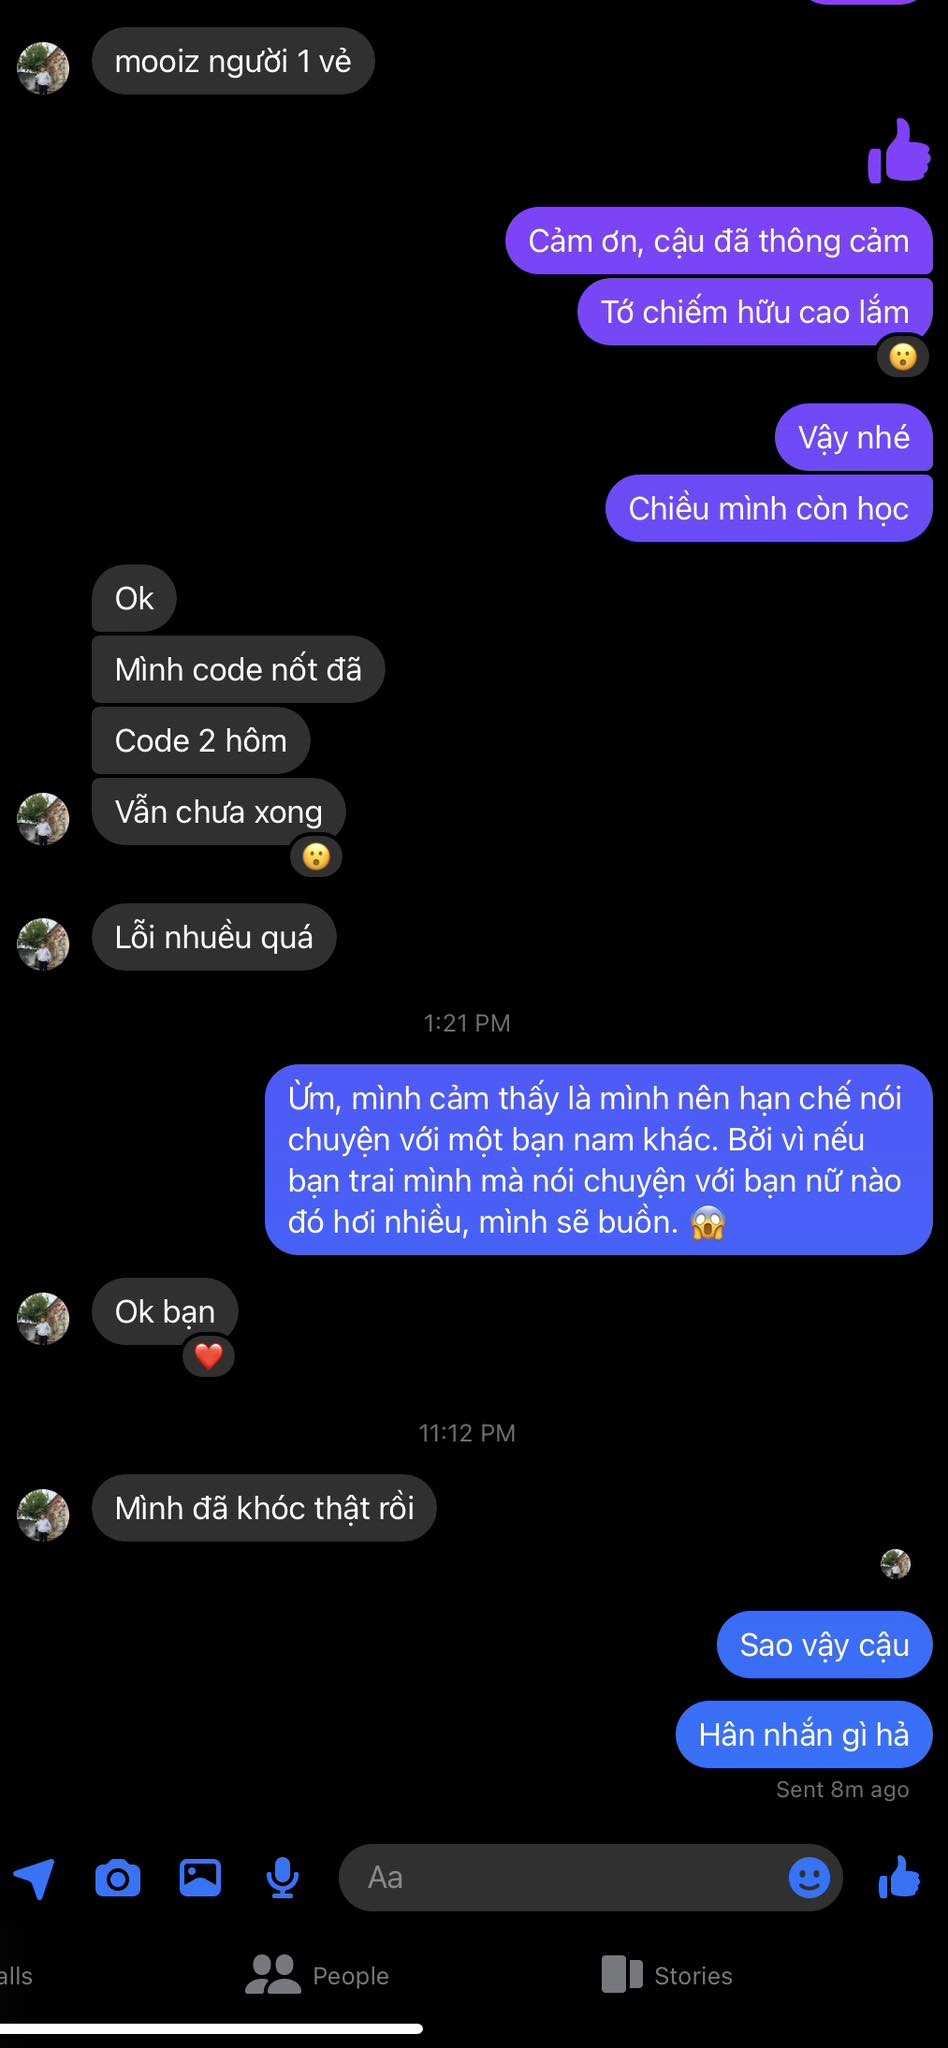 mooiz người 1 vẻ
Cảm ơn, cậu đã thông cảm
Tớ chiếm hữu cao lắm
Vậy nhé
Chiều mình còn học
Ok
Mình code nốt đã
Code 2 hôm
Vẫn chưa xong
Lỗi nhuều quá
1:21 PM
Ừm, mình cảm thấy là mình nên hạn chế nói
chuyện với một bạn nam khác. Bởi vì nếu
bạn trai mình mà nói chuyện với bạn nữ nào
đó hơi nhiều, mình sẽ buồn. 😱
Ok bạn
11:12 PM
Mình đã khóc thật rồi
Sao vậy cậu
Hân nhắn gì hả
Sent 8m ago
Aa
alls
People
Stories